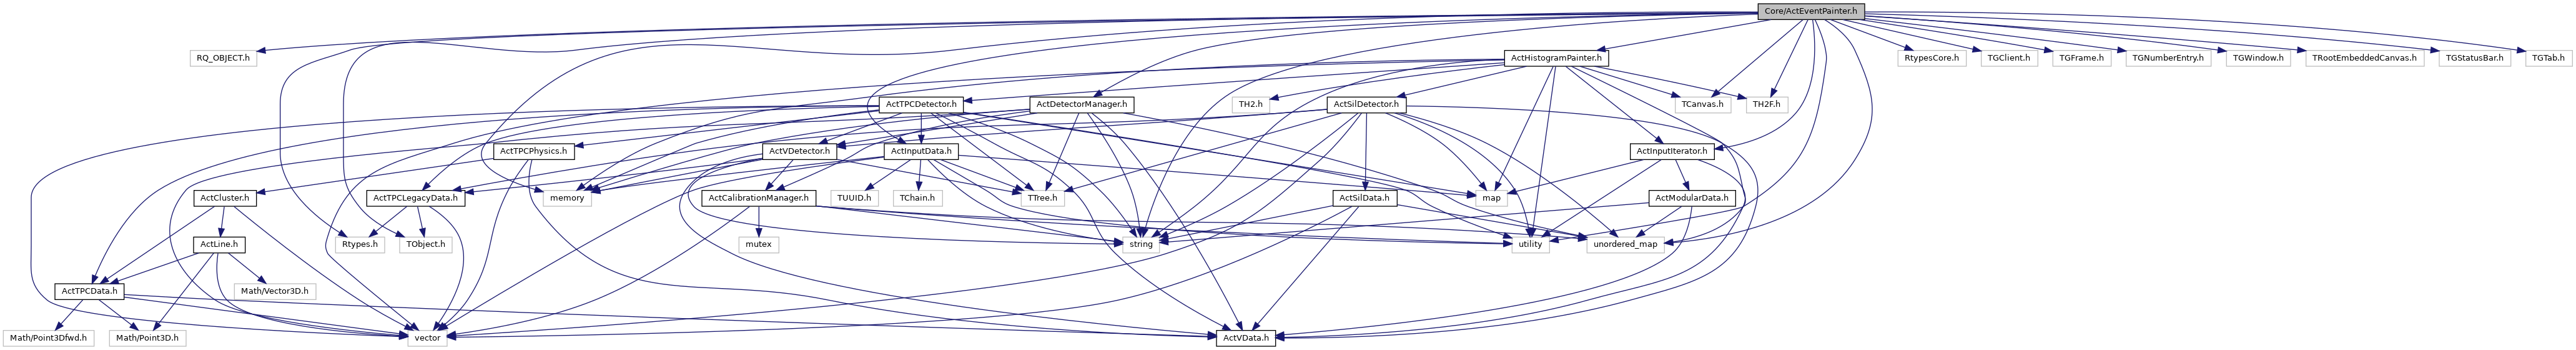 Core/ActEventPainter.h
RQ_OBJECT.h
ActHistogramPainter.h
RtypesCore.h
TGClient.h
TGFrame.h
TGNumberEntry.h
TGWindow.h
TRootEmbeddedCanvas.h
TGStatusBar.h
TGTab.h
ActTPCDetector.h
ActDetectorManager.h
TH2.h
ActSilDetector.h
TCanvas.h
TH2F.h
ActTPCPhysics.h
ActVDetector.h
ActInputData.h
ActInputIterator.h
ActCluster.h
ActTPCLegacyData.h
memory
ActCalibrationManager.h
TUUID.h
TChain.h
TTree.h
ActSilData.h
map
ActModularData.h
ActLine.h
Rtypes.h
TObject.h
mutex
string
utility
unordered_map
ActTPCData.h
Math/Vector3D.h
Math/Point3Dfwd.h
Math/Point3D.h
vector
ActVData.h